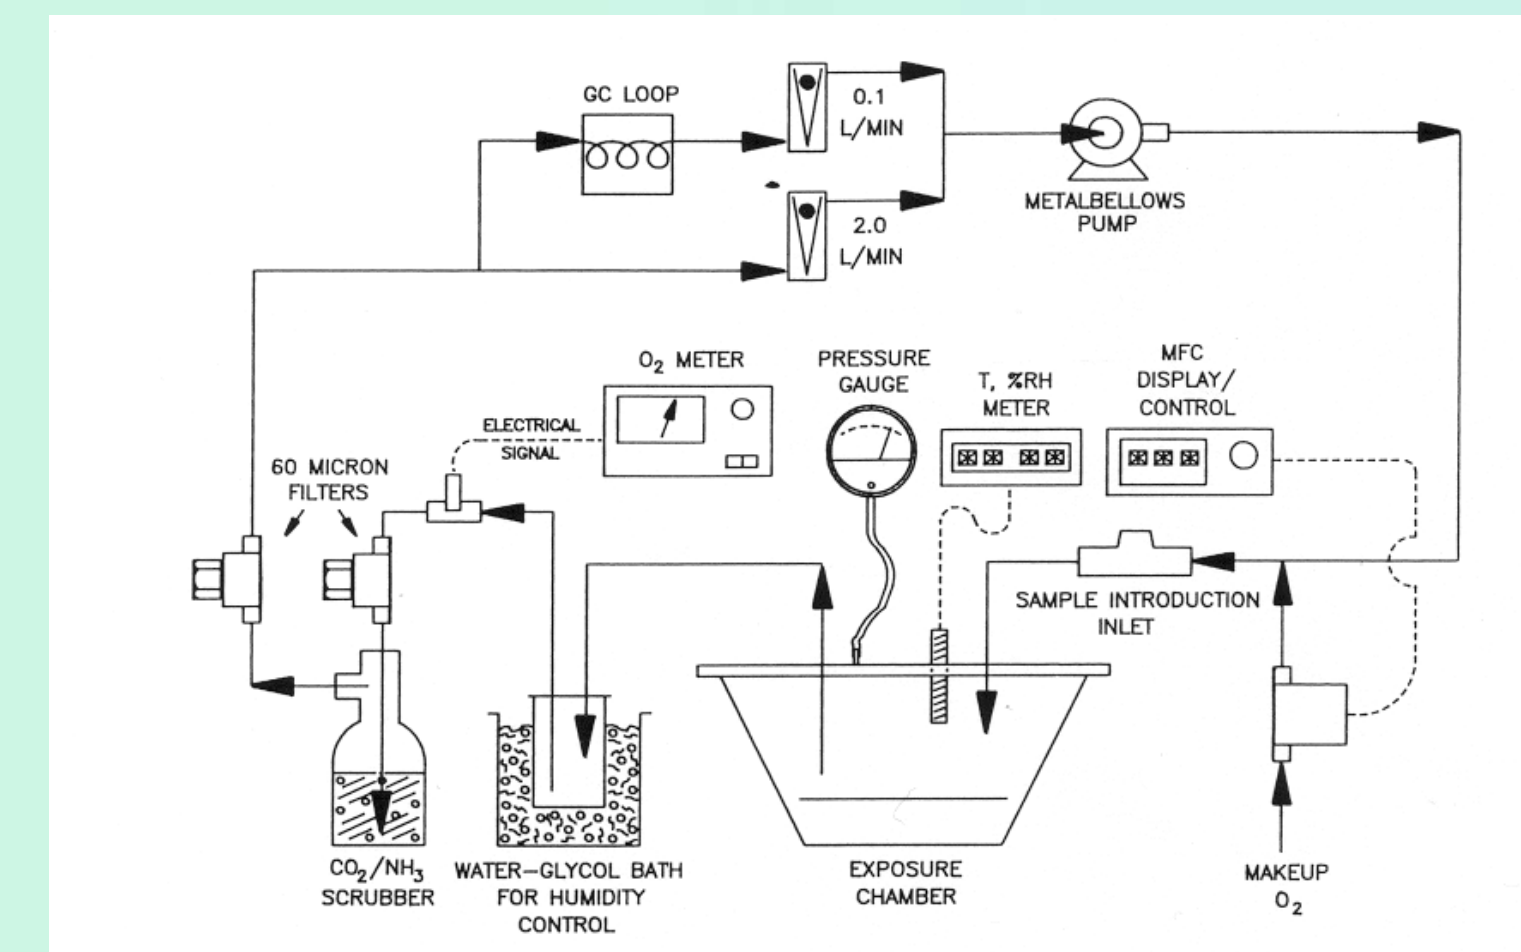 GC LOOP
0.1
L/MIN
2.0
L/MIN
METALBELLOWS
PUMP
O₂ METER
PRESSURE
GAUGE
T, %RH
METER
MFC
DISPLAY/
CONTROL
ELECTRICAL
SIGNAL
60 MICRON
FILTERS
SAMPLE INTRODUCTION
INLET
CO₂/NH₃
SCRUBBER
WATER-GLYCOL BATH
FOR HUMIDITY
CONTROL
EXPOSURE
CHAMBER
MAKEUP
O₂